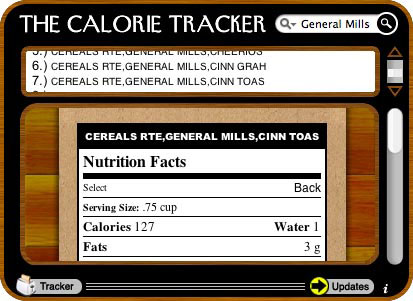 THE CALORIE TRACKER
General Mills
5.) CEREALS RTE,GENERAL MILLS,CHEERIOS
6.) CEREALS RTE,GENERAL MILLS,CINN GRAH
7.) CEREALS RTE,GENERAL MILLS,CINN TOAS
CEREALS RTE,GENERAL MILLS,CINN TOAS
Nutrition Facts
Select Back
Serving Size: .75 cup
Calories 127 Water 1
Fats 3 g
Tracker Updates i